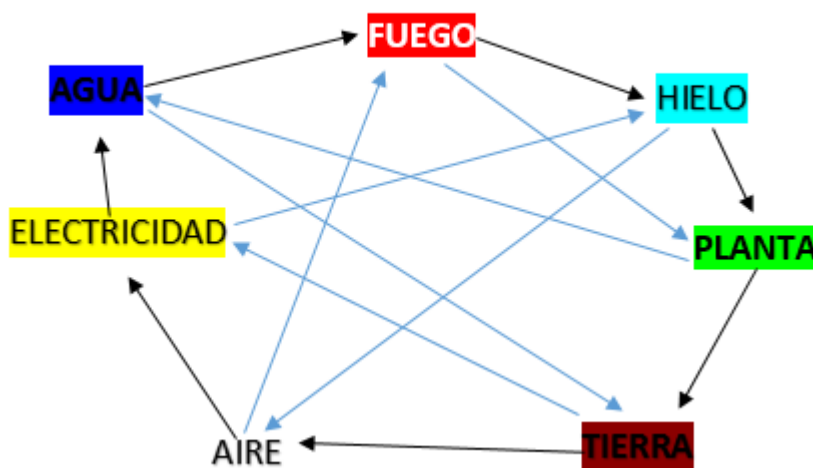 FUEGO
AGUA
HIELO
ELECTRICIDAD
PLANTA
AIRE
TIERRA